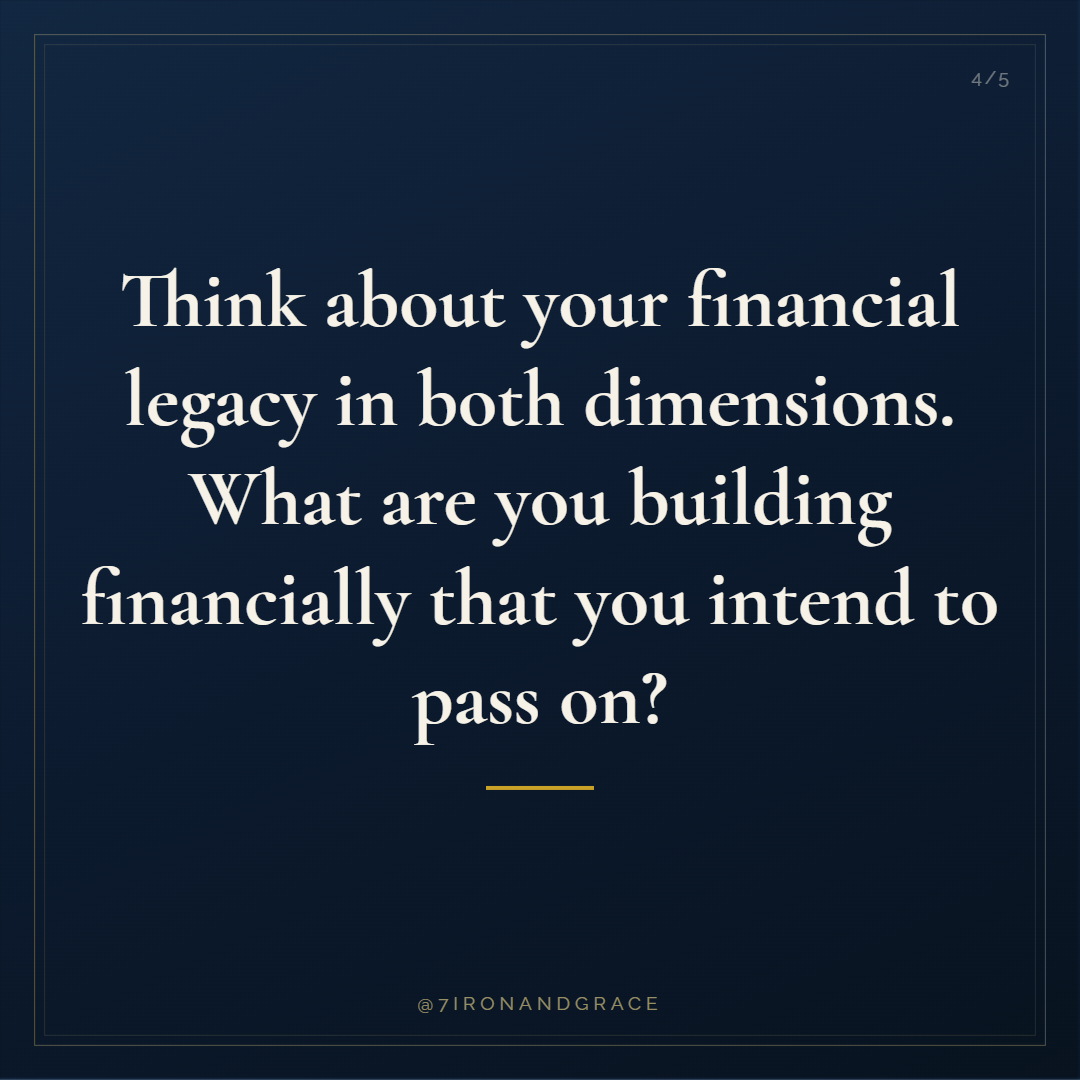 4/5
Think about your financial
legacy in both dimensions.
What are you building
financially that you intend to
pass on?
@7IRONANDGRACE